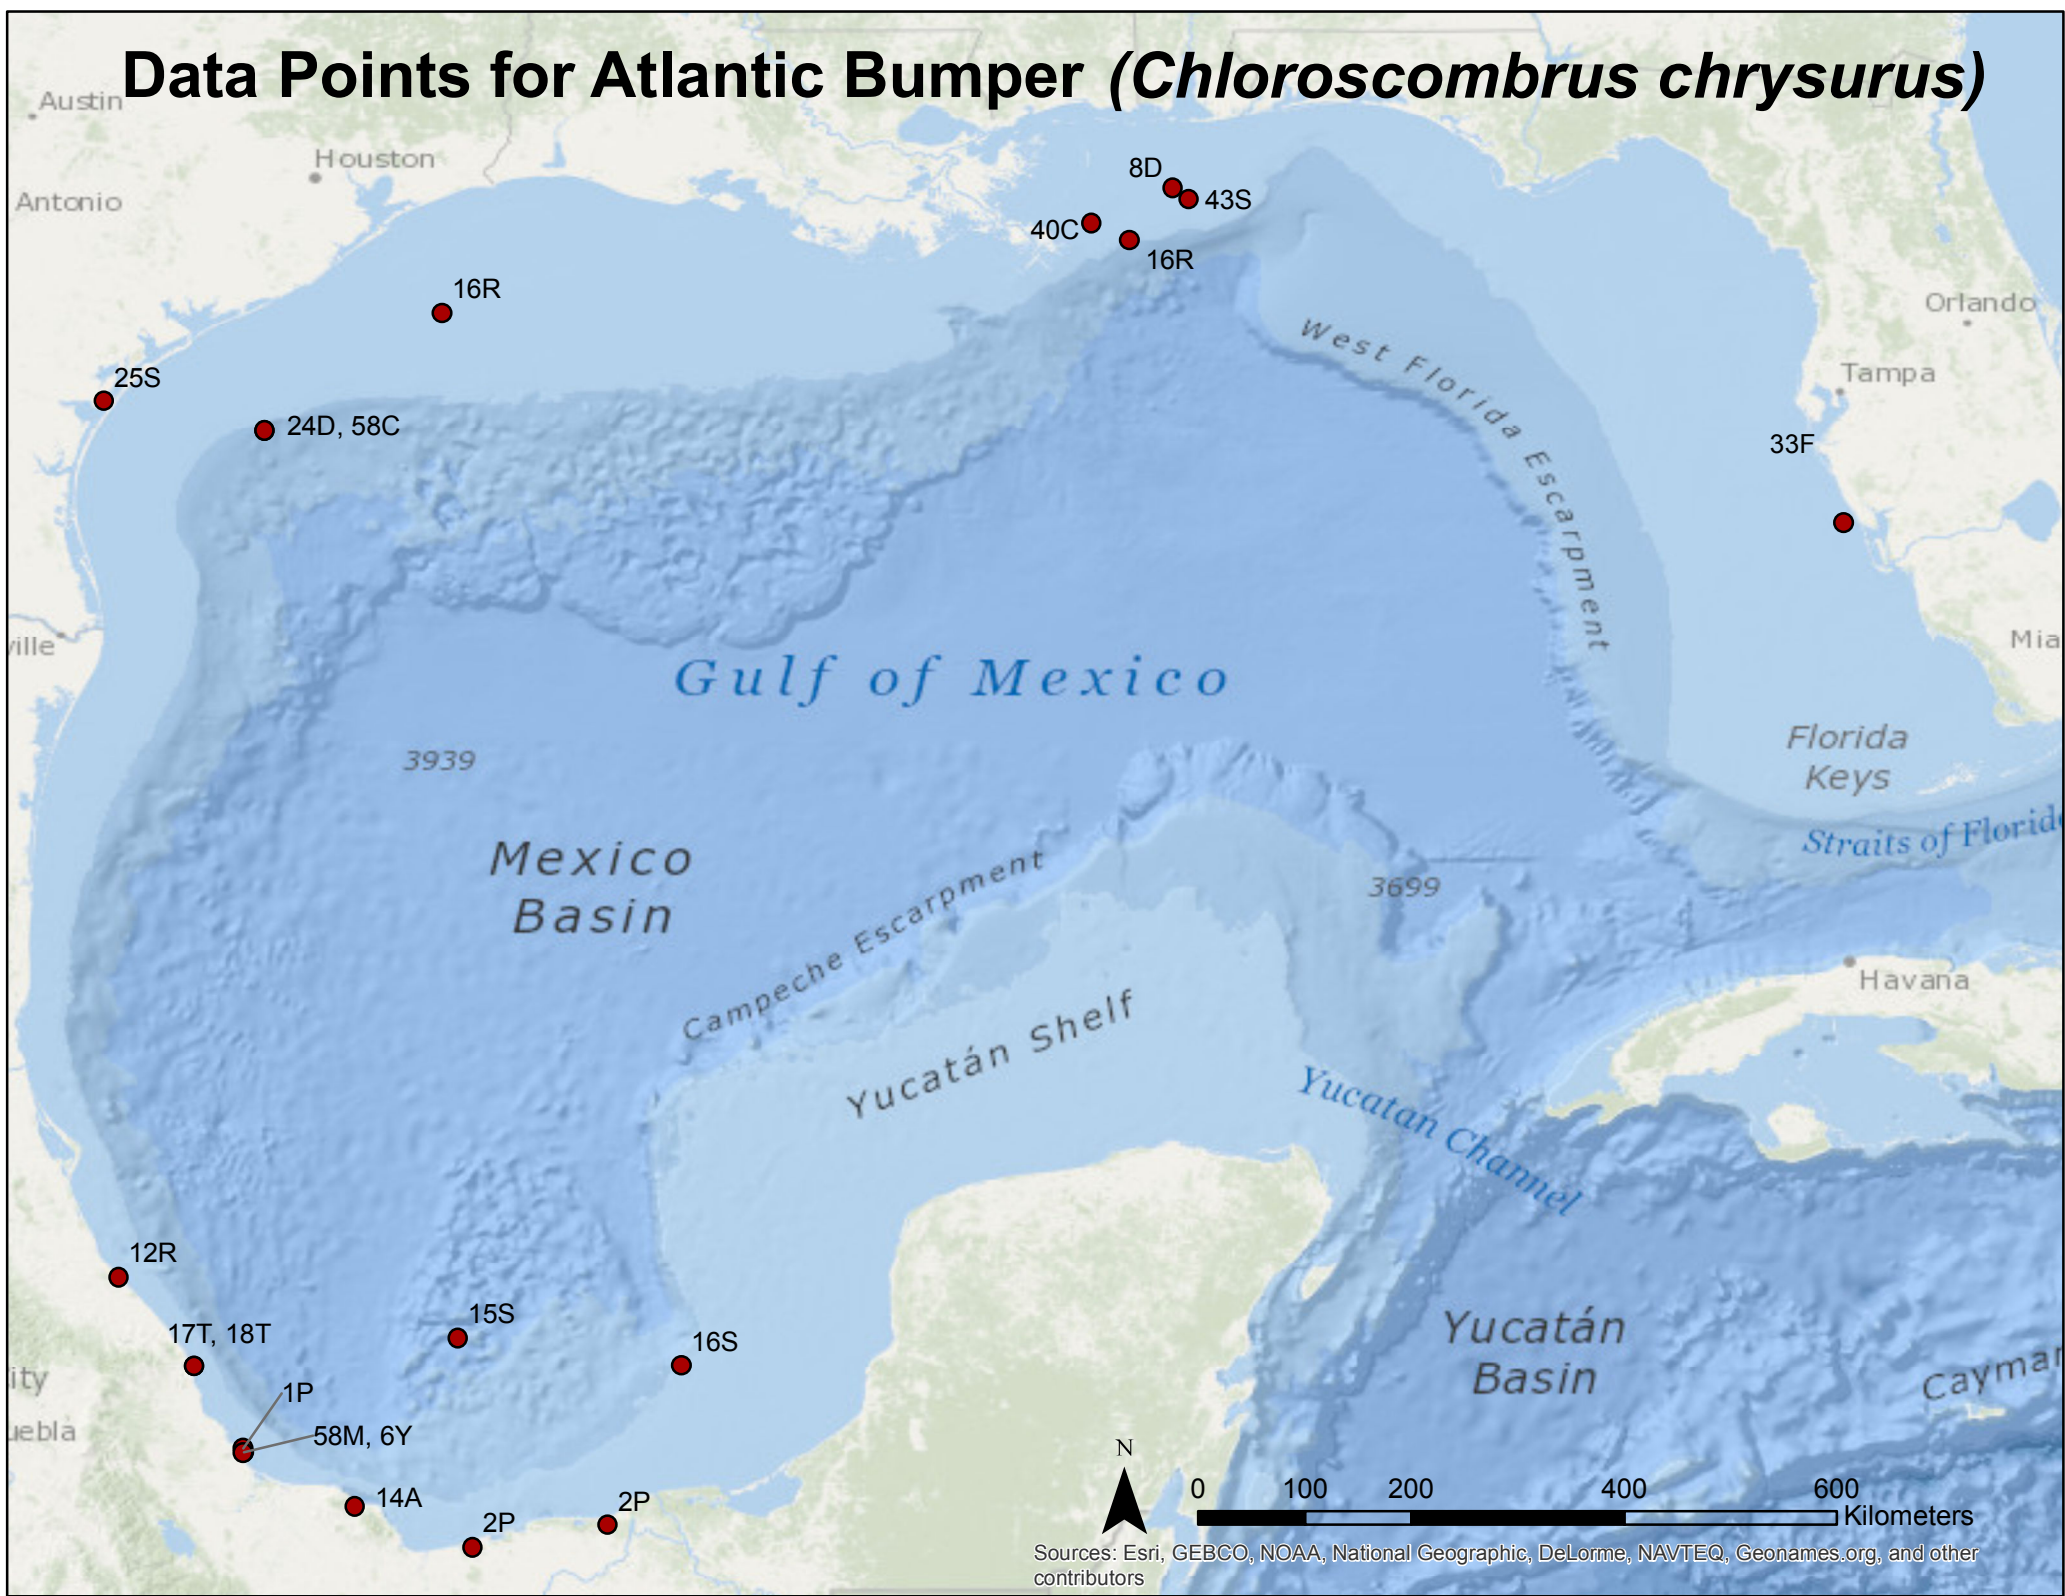 Data Points for Atlantic Bumper (Chloroscombrus chrysurus)
Austin
Houston
Antonio
8D
43S
40C
16R
16R
Orlando
West Florida Escarpment
Tampa
25S
24D, 58C
33F
ville
Mia
Gulf of Mexico
Florida
Keys
3939
Straits of Florid
Mexico
Basin
Campeche Escarpment
3699
Havana
Yucatán Shelf
Yucatan Channel
12R
15S
17T, 18T
16S
Yucatán
Basin
ity
Cayman
1P
uebla
58M, 6Y
N
14A
2P
2P
0 100 200 400 600
Kilometers
Sources: Esri, GEBCO, NOAA, National Geographic, DeLorme, NAVTEQ, Geonames.org, and other
contributors